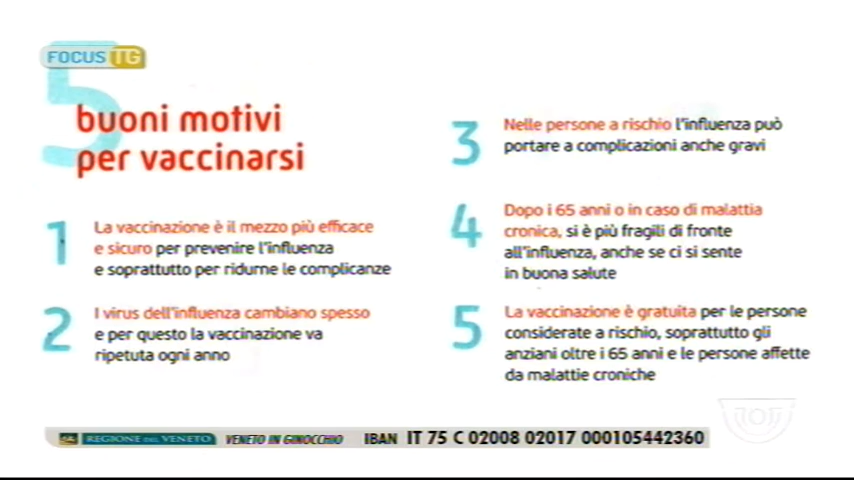 FOCUS TG
5
buoni motivi
per vaccinarsi
1
La vaccinazione è il mezzo più efficace
e sicuro per prevenire l'influenza
e soprattutto per ridurne le complicanze
2
I virus dell'influenza cambiano spesso
e per questo la vaccinazione va
ripetuta ogni anno
3
Nelle persone a rischio l'influenza può
portare a complicazioni anche gravi
4
Dopo i 65 anni o in caso di malattia
cronica, si è più fragili di fronte
all'influenza, anche se ci si sente
in buona salute
5
La vaccinazione è gratuita per le persone
considerate a rischio, soprattutto gli
anziani oltre i 65 anni e le persone affette
da malattie croniche
REGIONE DEL VENETO VENETO IN GINOCCHIO IBAN IT 75 C 02008 02017 000105442360